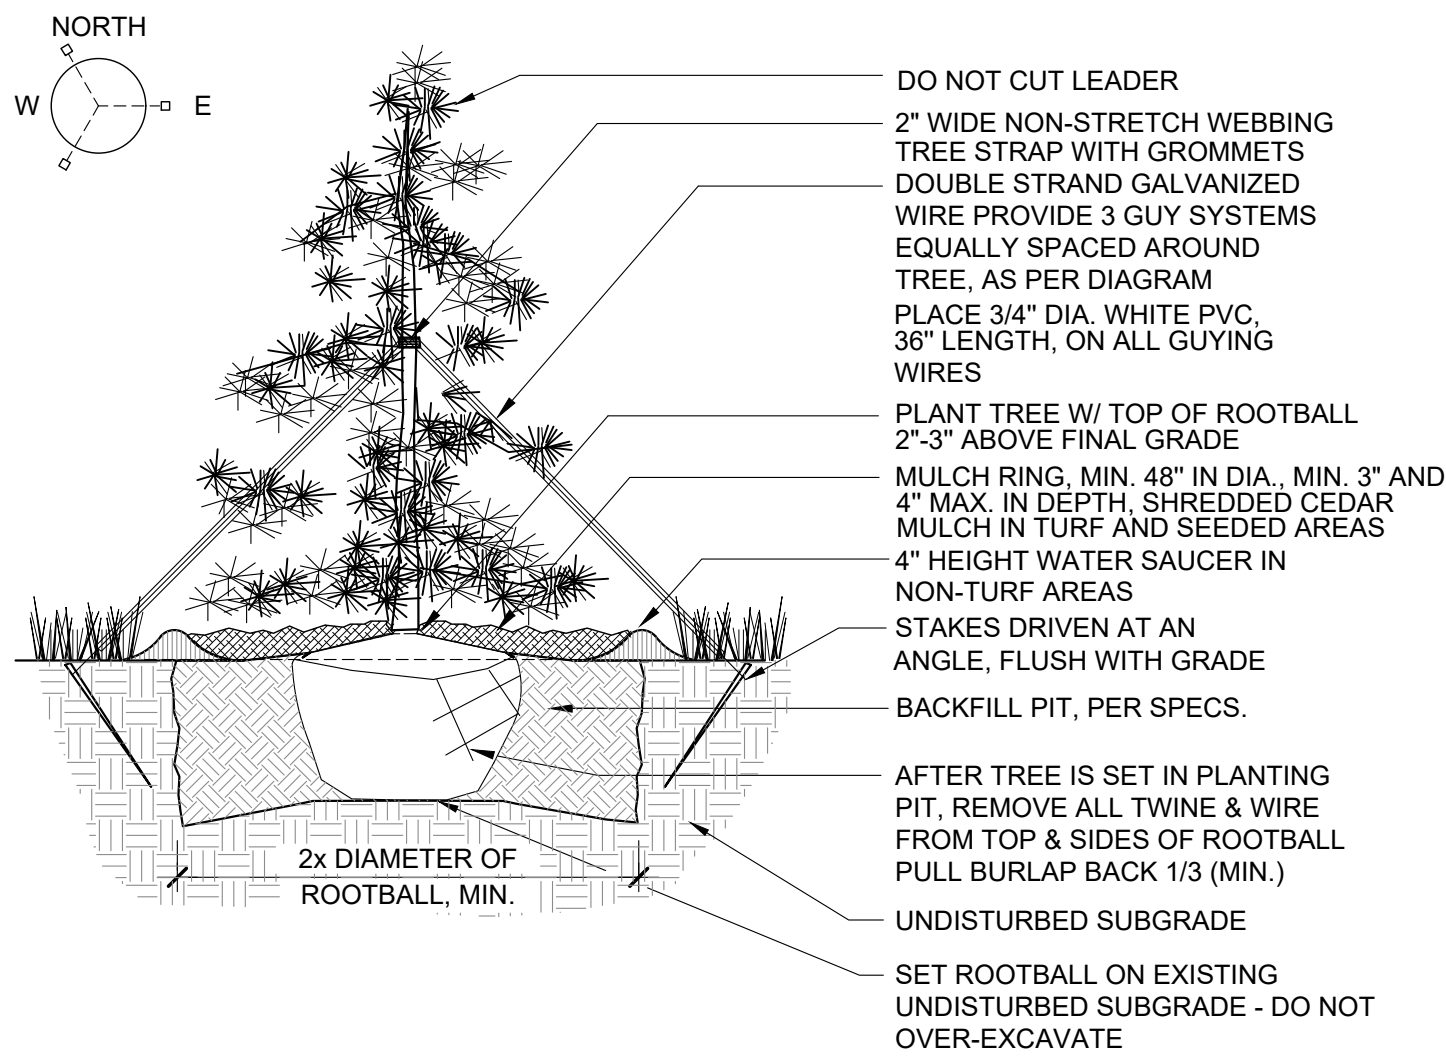 NORTH
W
E
DO NOT CUT LEADER
2" WIDE NON-STRETCH WEBBING
TREE STRAP WITH GROMMETS
DOUBLE STRAND GALVANIZED
WIRE PROVIDE 3 GUY SYSTEMS
EQUALLY SPACED AROUND
TREE, AS PER DIAGRAM
PLACE 3/4" DIA. WHITE PVC,
36" LENGTH, ON ALL GUYING
WIRES
PLANT TREE W/ TOP OF ROOTBALL
2"-3" ABOVE FINAL GRADE
MULCH RING, MIN. 48" IN DIA., MIN. 3" AND
4" MAX. IN DEPTH, SHREDDED CEDAR
MULCH IN TURF AND SEEDED AREAS
4" HEIGHT WATER SAUCER IN
NON-TURF AREAS
STAKES DRIVEN AT AN
ANGLE, FLUSH WITH GRADE
BACKFILL PIT, PER SPECS.
AFTER TREE IS SET IN PLANTING
PIT, REMOVE ALL TWINE & WIRE
FROM TOP & SIDES OF ROOTBALL
PULL BURLAP BACK 1/3 (MIN.)
2x DIAMETER OF
ROOTBALL, MIN.
UNDISTURBED SUBGRADE
SET ROOTBALL ON EXISTING
UNDISTURBED SUBGRADE - DO NOT
OVER-EXCAVATE